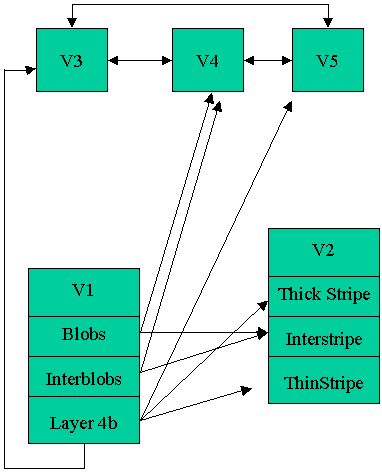 V3
V4
V5
V1
Blobs
Interblobs
Layer 4b
V2
Thick Stripe
Interstripe
ThinStripe